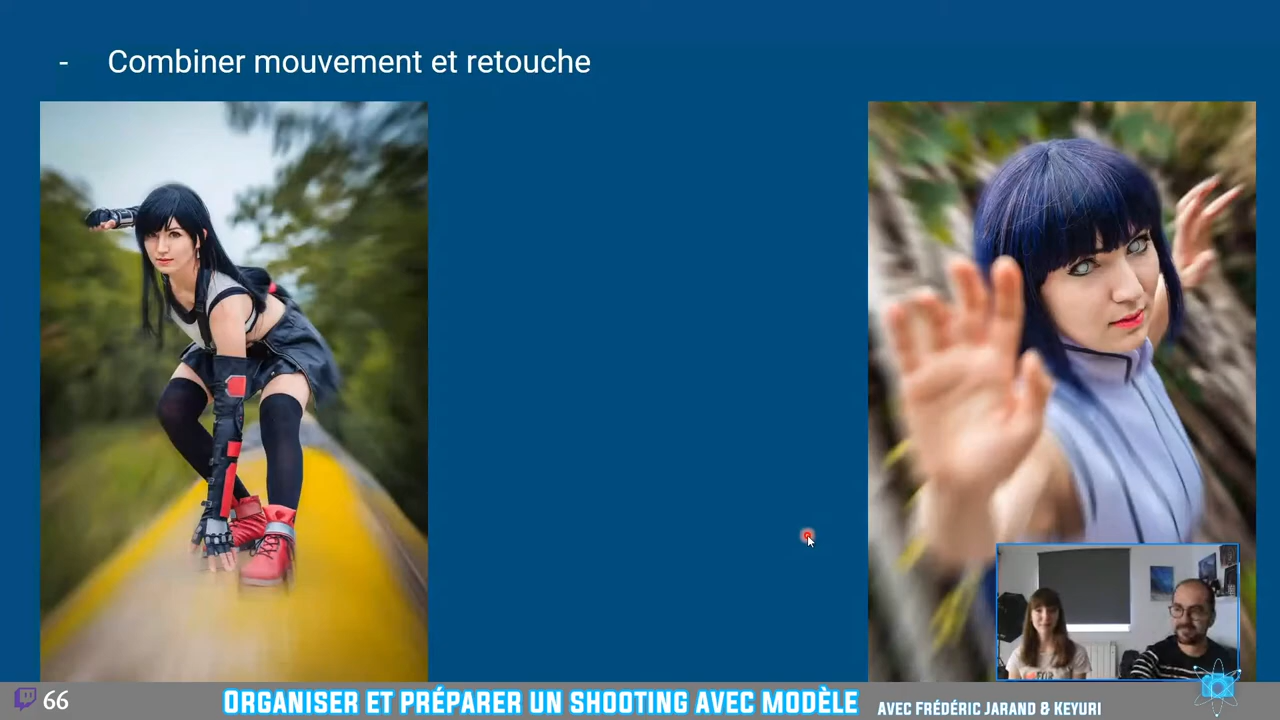 - Combiner mouvement et retouche
66 ORGANISER ET PRÉPARER UN SHOOTING AVEC MODÈLE AVEC FRÉDÉRIC JARAND & KEYURI